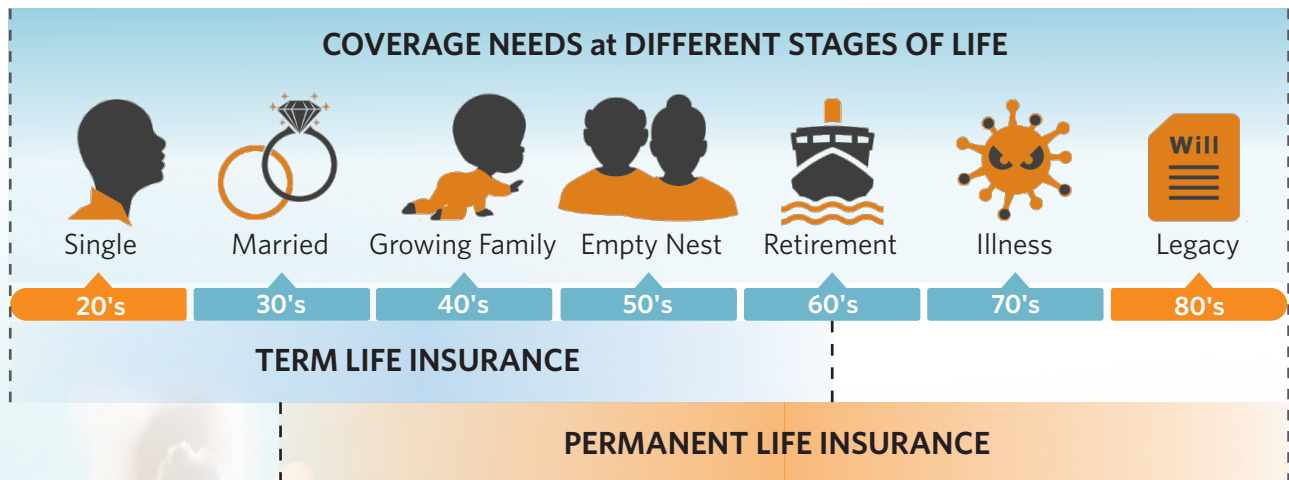 COVERAGE NEEDS at DIFFERENT STAGES OF LIFE
Will
Single Married Growing Family Empty Nest Retirement Illness Legacy
20's 30's 40's 50's 60's 70's 80's
TERM LIFE INSURANCE
PERMANENT LIFE INSURANCE